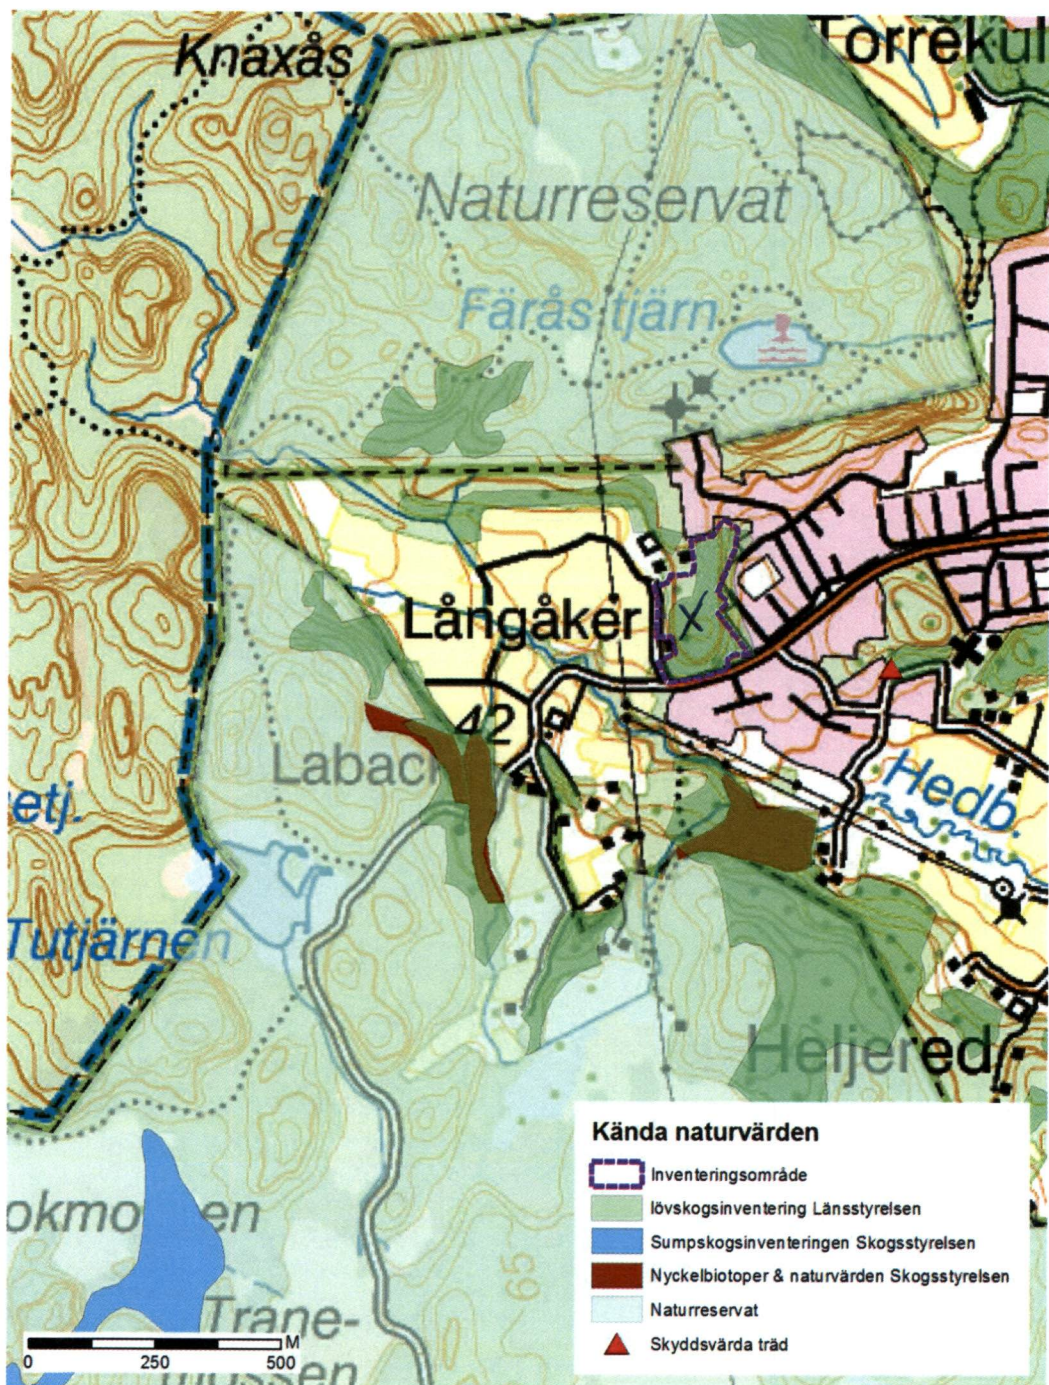 Knaxås
Torrekul
Naturreservat
Färås tjärn
Långåker
42
Labac
Hedb.
etj.
Tutjärnen
Heljered
Kända naturvärden
Inventeringsområde
lövskogsinventering Länsstyrelsen
Sumpskogsinventeringen Skogsstyrelsen
Nyckelbiotoper & naturvärden Skogsstyrelsen
Naturreservat
Skyddsvärda träd
okmo en
65
Trane-
mossen
M
0 250 500